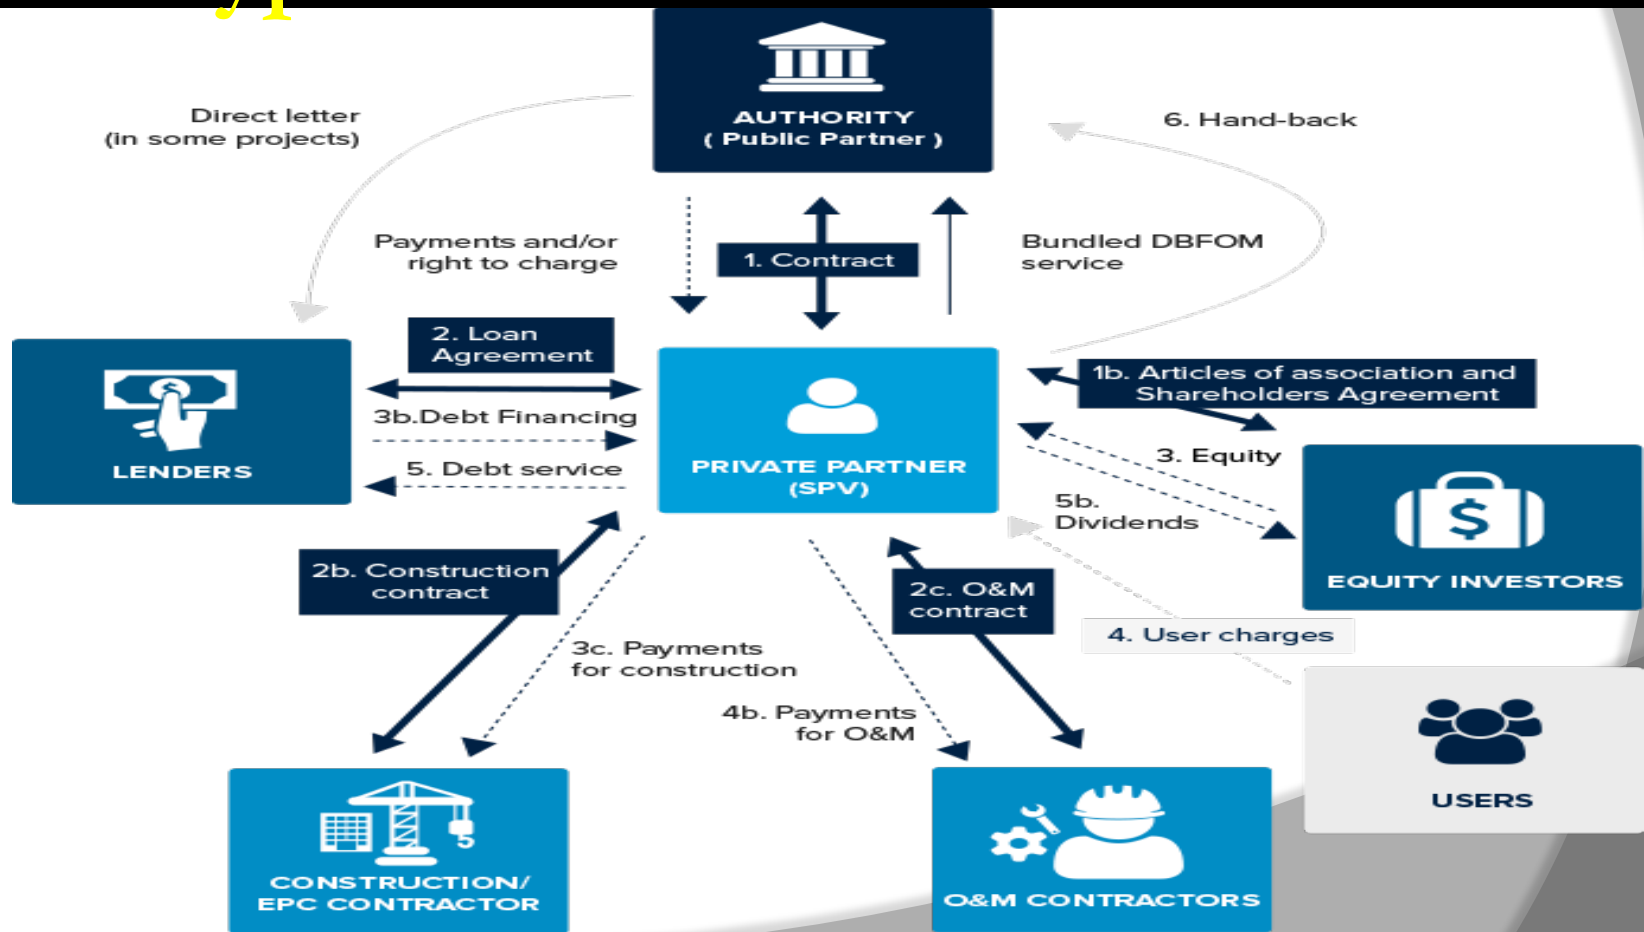 AUTHORITY
( Public Partner )
Direct letter
(in some projects)
6. Hand-back
Payments and/or
right to charge
1. Contract
Bundled DBFOM
service
2. Loan
Agreement
3b.Debt Financing
5. Debt service
LENDERS
PRIVATE PARTNER
(SPV)
1b. Articles of association and
Shareholders Agreement
3. Equity
5b.
Dividends
$
EQUITY INVESTORS
2b. Construction
contract
2c. O&M
contract
4. User charges
3c. Payments
for construction
4b. Payments
for O&M
USERS
CONSTRUCTION/
EPC CONTRACTOR
O&M CONTRACTORS